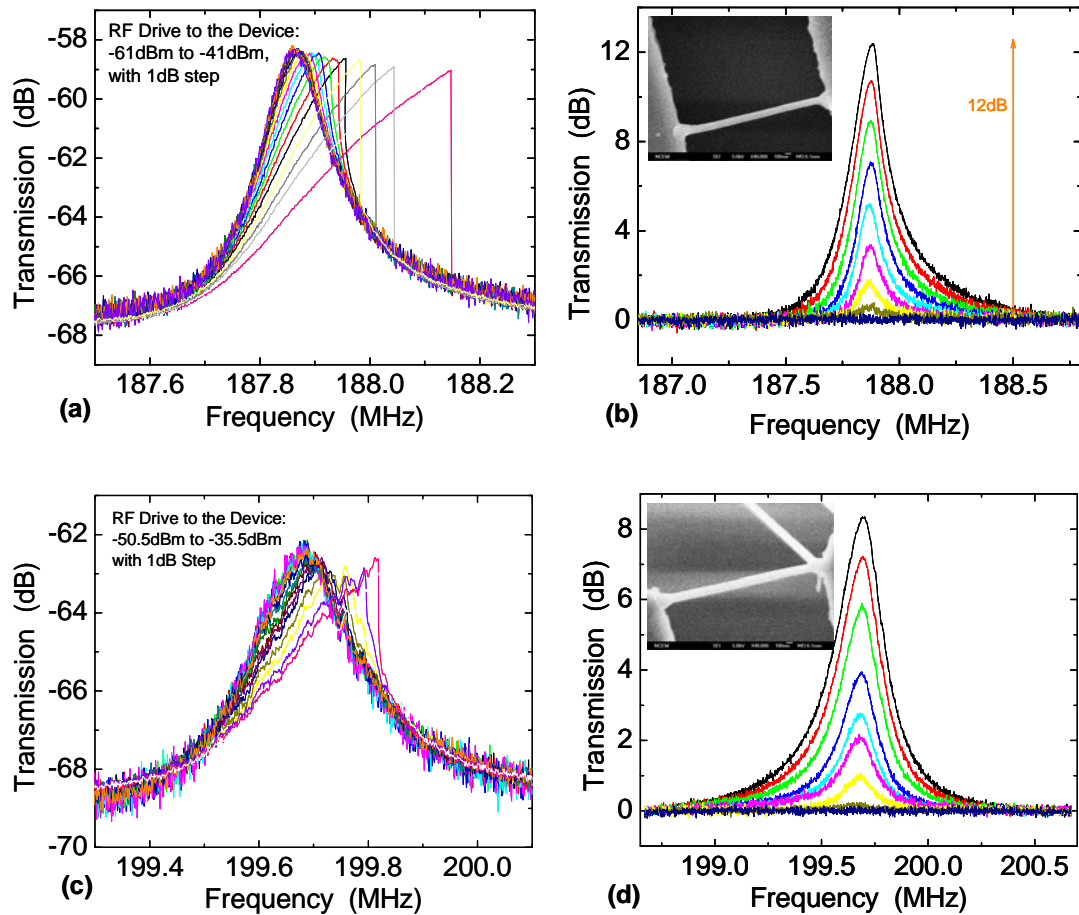 RF Drive to the Device:
-61dBm to -41dBm,
with 1dB step
-58
-60
-62
-64
-66
-68
Transmission (dB)
187.6 187.8 188.0 188.2
(a) Frequency (MHz)
12
8
4
0
Transmission (dB)
12dB
187.0 187.5 188.0 188.5
(b) Frequency (MHz)
RF Drive to the Device:
-50.5dBm to -35.5dBm
with 1dB Step
-62
-64
-66
-68
-70
Transmission (dB)
199.4 199.6 199.8 200.0
(c) Frequency (MHz)
8
6
4
2
0
Transmission (dB)
199.0 199.5 200.0 200.5
(d) Frequency (MHz)